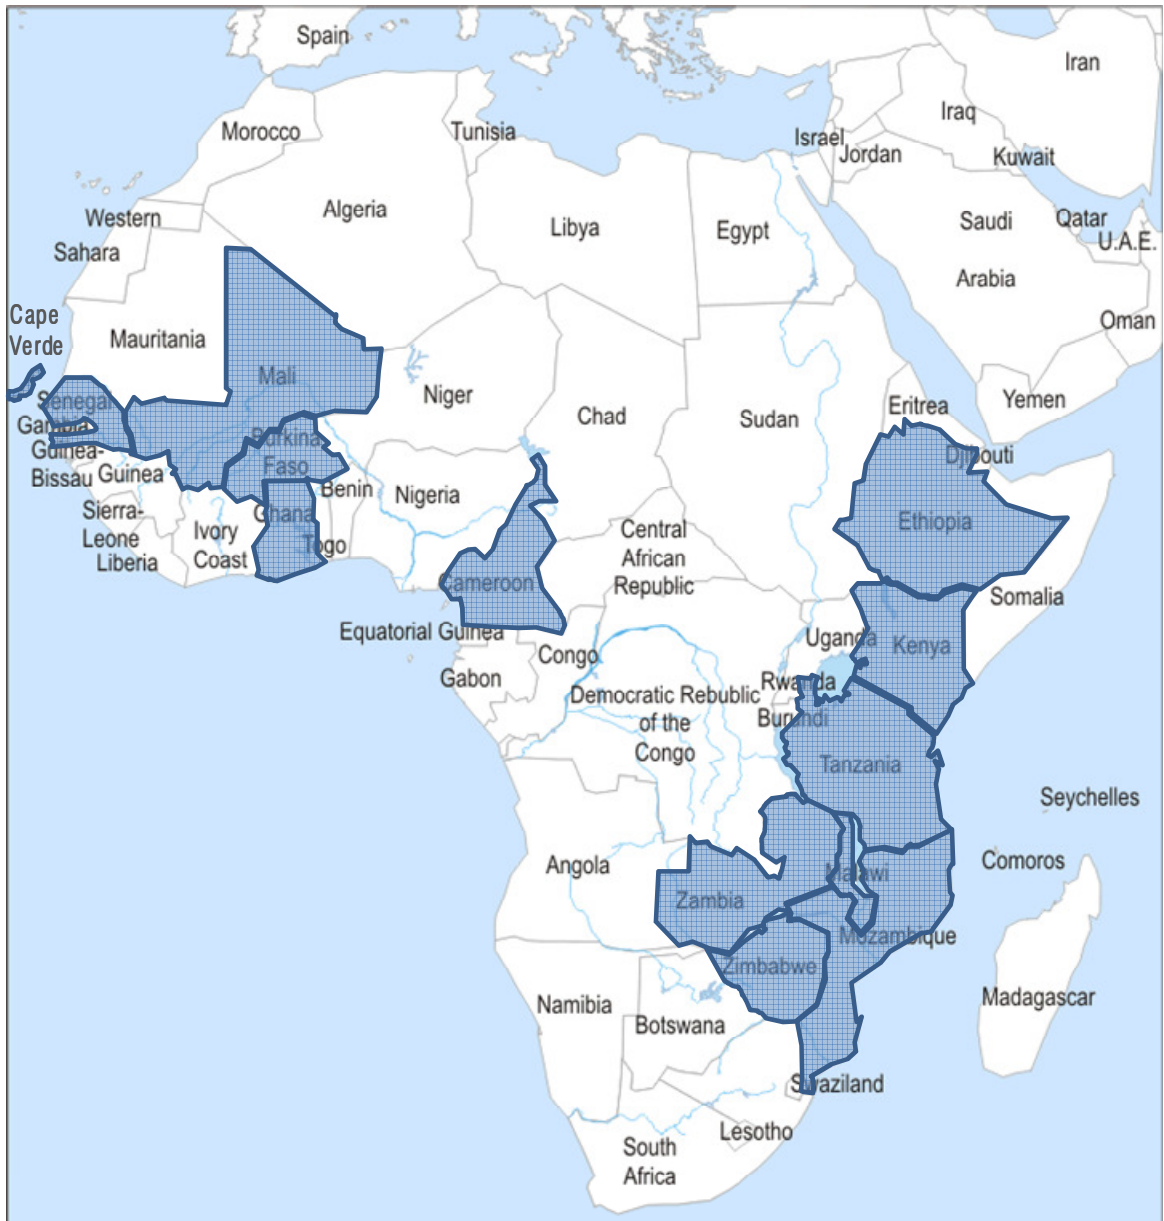 Spain
Iran
Morocco
Tunisia
Iraq
Israel
Jordan
Kuwait
Algeria
Western
Sahara
Libya
Egypt
Saudi
Arabia
Qatar
U.A.E.
Oman
Cape
Verde
Mauritania
Mali
Niger
Chad
Sudan
Eritrea
Yemen
Senegal
Gambia
Guinea-
Bissau
Guinea
Burkina
Faso
Benin
Nigeria
Djibouti
Sierra-
Leone
Liberia
Ivory
Coast
Ghana
Togo
Central
African
Republic
Ethiopia
Cameroon
Somalia
Equatorial Guinea
Gabon
Congo
Uganda
Kenya
Rwanda
Burundi
Democratic Rebublic
of the
Congo
Tanzania
Seychelles
Angola
Comoros
Malawi
Zambia
Mozambique
Zimbabwe
Namibia
Botswana
Madagascar
Swaziland
Lesotho
South
Africa